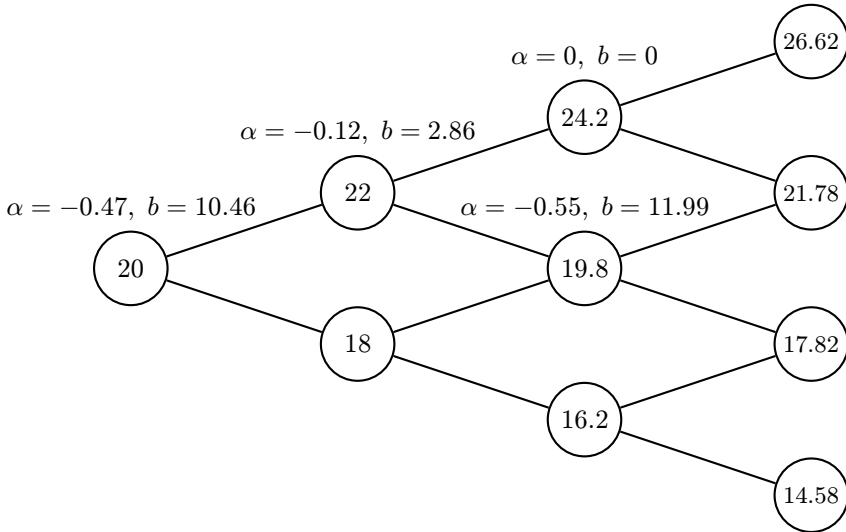 26.62
α = 0, b = 0
24.2
α = −0.12, b = 2.86
22
21.78
α = −0.47, b = 10.46
α = −0.55, b = 11.99
20
19.8
18
17.82
16.2
14.58